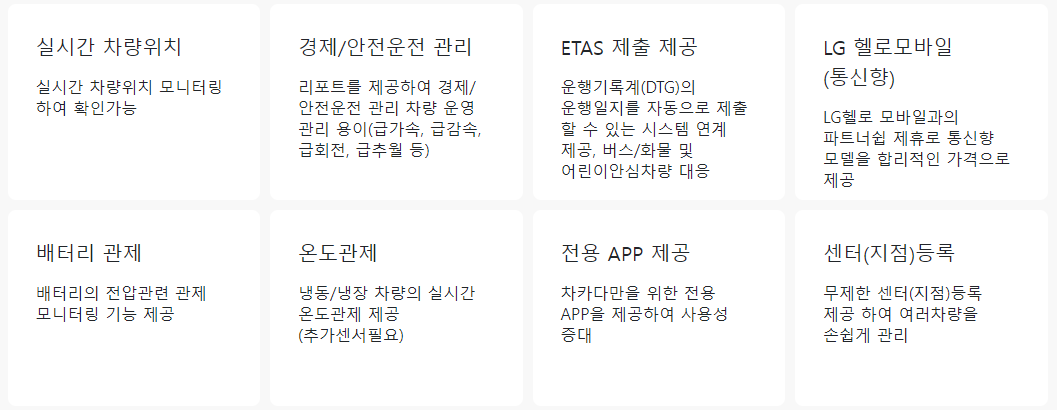 실시간 차량위치
실시간 차량위치 모니터링
하여 확인가능
경제/안전운전 관리
리포트를 제공하여 경제/
안전운전 관리 차량 운영
관리 용이(급가속, 급감속,
급회전, 급추월 등)
ETAS 제출 제공
운행기록계(DTG)의
운행일지를 자동으로 제출
할 수 있는 시스템 연계
제공, 버스/화물 및
어린이안심차량 대응
LG 헬로모바일
(통신향)
LG헬로 모바일과의
파트너쉽 제휴로 통신향
모델을 합리적인 가격으로
제공
배터리 관제
배터리의 전압관련 관제
모니터링 기능 제공
온도관제
냉동/냉장 차량의 실시간
온도관제 제공
(추가센서필요)
전용 APP 제공
차카다만을 위한 전용
APP을 제공하여 사용성
증대
센터(지점)등록
무제한 센터(지점)등록
제공 하여 여러차량을
손쉽게 관리